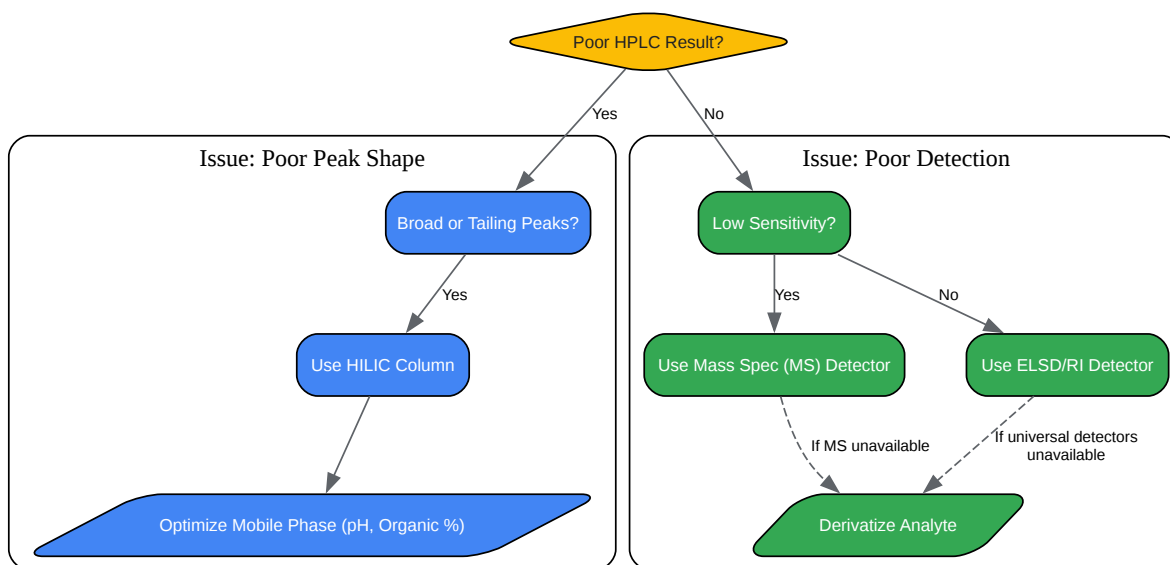 Poor HPLC Result?
Yes
No
Issue: Poor Peak Shape
Issue: Poor Detection
Broad or Tailing Peaks?
Low Sensitivity?
Yes
Yes
No
Use HILIC Column
Use Mass Spec (MS) Detector
Use ELSD/RI Detector
If MS unavailable
If universal detectors
unavailable
Optimize Mobile Phase (pH, Organic %)
Derivatize Analyte